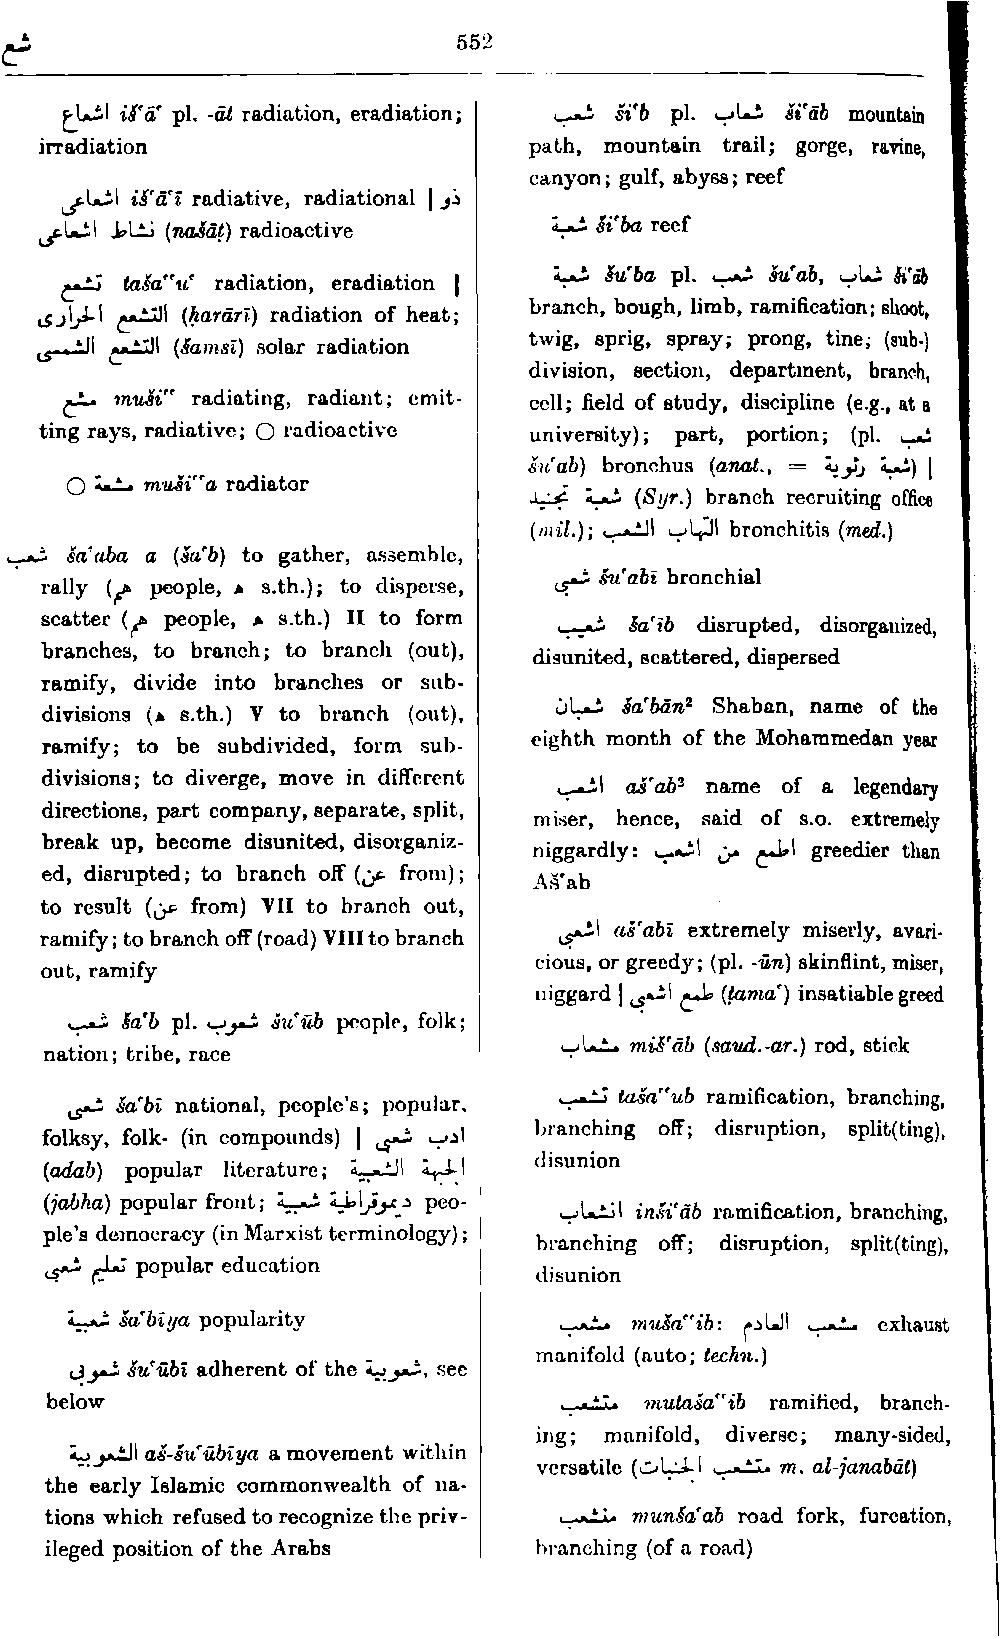 شع
552
اشعاع iš‘ā‘ pl. -āt radiation, eradiation;
irradiation
اشعاعى iš‘ā‘ī radiative, radiational | ذو
نشاط اشعاعى (našāṭ) radioactive
تشعع taša‘‘u‘ radiation, eradiation |
التشعع الحرارى (ḥarārī) radiation of heat;
التشعع الشمسى (šamsī) solar radiation
مشع muši‘‘ radiating, radiant; emit-
ting rays, radiative; ○ radioactive
○ مشعة muši‘‘a radiator
شعب ša‘aba a (ša‘b) to gather, assemble,
rally (هم people, ه s.th.); to disperse,
scatter (هم people, ه s.th.) II to form
branches, to branch; to branch (out),
ramify, divide into branches or sub-
divisions (ه s.th.) V to branch (out),
ramify; to be subdivided, form sub-
divisions; to diverge, move in different
directions, part company, separate, split,
break up, become disunited, disorganiz-
ed, disrupted; to branch off (عن from);
to result (عن from) VII to branch out,
ramify; to branch off (road) VIII to branch
out, ramify
شعب ša‘b pl. شعوب šu‘ūb people, folk;
nation; tribe, race
شعبى ša‘bī national, people's; popular,
folksy, folk- (in compounds) | ادب شعبى
(adab) popular literature; الجبهة الشعبية
(jabha) popular front; ديموقراطية شعبية peo-
ple's democracy (in Marxist terminology);
تعليم شعبى popular education
شعبية ša‘bīya popularity
شعوبى šu‘ūbī adherent of the شعوبية, see
below
الشعوبية aš-šu‘ūbīya a movement within
the early Islamic commonwealth of na-
tions which refused to recognize the priv-
ileged position of the Arabs
شعب ši‘b pl. شعاب ši‘āb mountain
path, mountain trail; gorge, ravine,
canyon; gulf, abyss; reef
شعبة ši‘ba reef
شعبة šu‘ba pl. شعب šu‘ab, شعاب ši‘āb
branch, bough, limb, ramification; shoot,
twig, sprig, spray; prong, tine; (sub-)
division, section, department, branch,
cell; field of study, discipline (e.g., at a
university); part, portion; (pl. شعب
šu‘ab) bronchus (anat., = شعبة رئوية) |
شعبة تجنيد (Syr.) branch recruiting office
(mil.); التهاب الشعب bronchitis (med.)
شعبى šu‘abī bronchial
شعيب ša‘ib disrupted, disorganized,
disunited, scattered, dispersed
شعبان ša‘bān² Shaban, name of the
eighth month of the Mohammedan year
اشعب aš‘ab² name of a legendary
miser, hence, said of s.o. extremely
niggardly: اطمع من اشعب greedier than
Aš‘ab
اشعبى aš‘abī extremely miserly, avari-
cious, or greedy; (pl. -ūn) skinflint, miser,
niggard | طمع اشعبى (ṭama‘) insatiable greed
مشعاب miš‘āb (saud.-ar.) rod, stick
تشعب taša‘‘ub ramification, branching,
branching off; disruption, split(ting),
disunion
انشعاب inši‘āb ramification, branching,
branching off; disruption, split(ting),
disunion
مشعب muša‘‘ib: مشعب العادم exhaust
manifold (auto; techn.)
متشعب mutaša‘‘ib ramified, branch-
ing; manifold, diverse; many-sided,
versatile (متشعب الجنبات m. al-janabāt)
منشعب munša‘ab road fork, furcation,
branching (of a road)